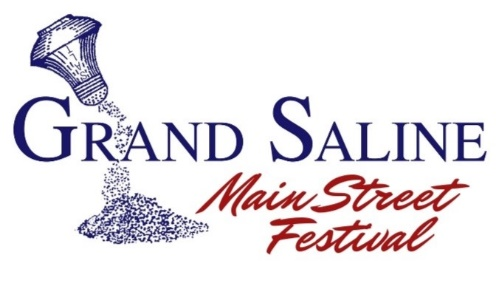 GRAND SALINE
Main Street
Festival